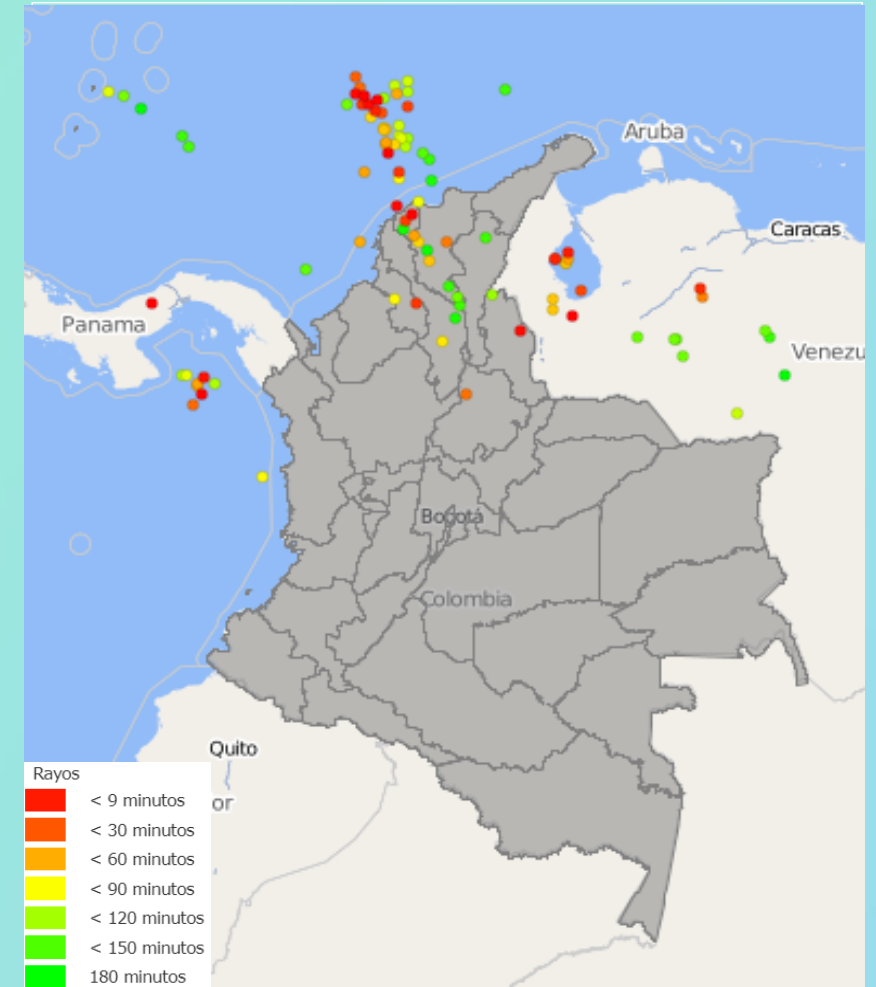 Aruba
Caracas
Panama
Venezu
Bogotá
Colombia
Quito
or
Rayos
< 9 minutos
< 30 minutos
< 60 minutos
< 90 minutos
< 120 minutos
< 150 minutos
180 minutos